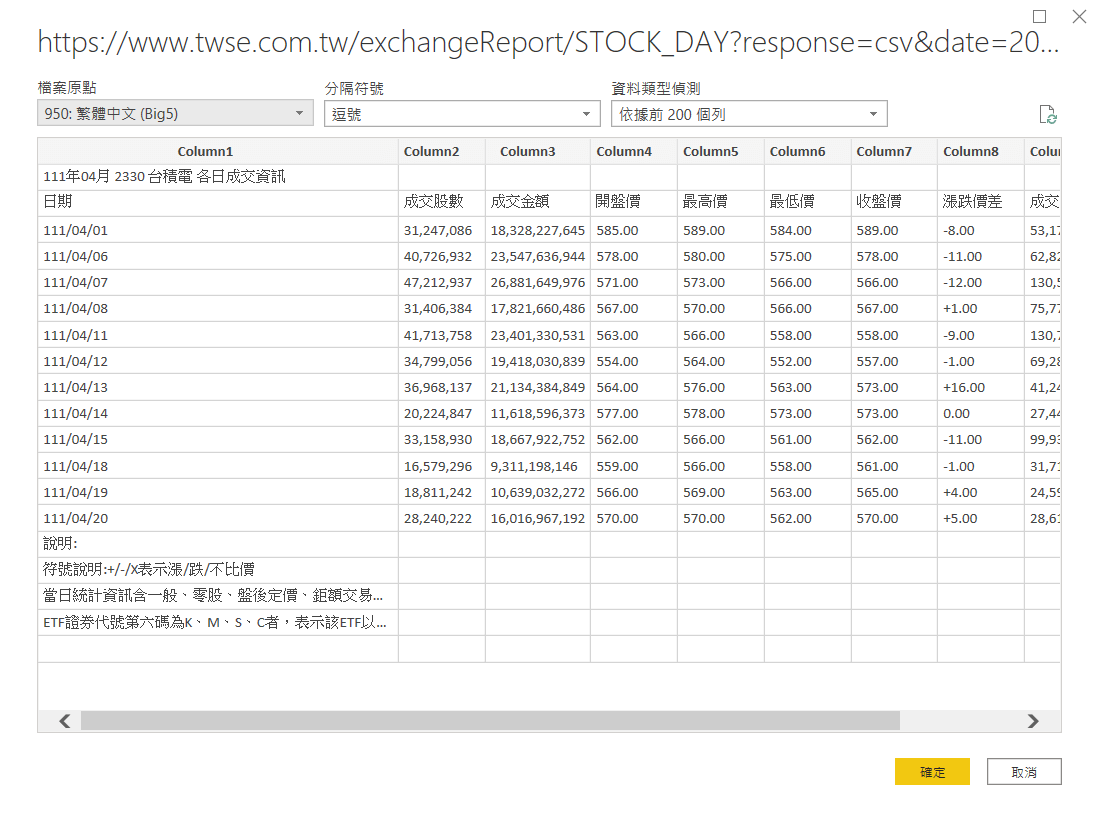 https://www.twse.com.tw/exchangeReport/STOCK_DAY?response=csv&date=20...
檔案原點 分隔符號 資料類型偵測
950: 繁體中文 (Big5) 逗號 依據前 200 個列
Column1 Column2 Column3 Column4 Column5 Column6 Column7 Column8 Colu
111年04月 2330 台積電 各日成交資訊
日期 成交股數 成交金額 開盤價 最高價 最低價 收盤價 漲跌價差 成交
111/04/01 31,247,086 18,328,227,645 585.00 589.00 584.00 589.00 -8.00 53,17
111/04/06 40,726,932 23,547,636,944 578.00 580.00 575.00 578.00 -11.00 62,82
111/04/07 47,212,937 26,881,649,976 571.00 573.00 566.00 566.00 -12.00 130,5
111/04/08 31,406,384 17,821,660,486 567.00 570.00 566.00 567.00 +1.00 75,77
111/04/11 41,713,758 23,401,330,531 563.00 566.00 558.00 558.00 -9.00 130,7
111/04/12 34,799,056 19,418,030,839 554.00 564.00 552.00 557.00 -1.00 69,28
111/04/13 36,968,137 21,134,384,849 564.00 576.00 563.00 573.00 +16.00 41,24
111/04/14 20,224,847 11,618,596,373 577.00 578.00 573.00 573.00 0.00 27,44
111/04/15 33,158,930 18,667,922,752 562.00 566.00 561.00 562.00 -11.00 99,93
111/04/18 16,579,296 9,311,198,146 559.00 566.00 558.00 561.00 -1.00 31,71
111/04/19 18,811,242 10,639,032,272 566.00 569.00 563.00 565.00 +4.00 24,59
111/04/20 28,240,222 16,016,967,192 570.00 570.00 562.00 570.00 +5.00 28,61
說明:
符號說明:+/-/X表示漲/跌/不比價
當日統計資訊含一般、零股、盤後定價、鉅額交易...
ETF證券代號第六碼為K、M、S、C者，表示該ETF以...
確定 取消